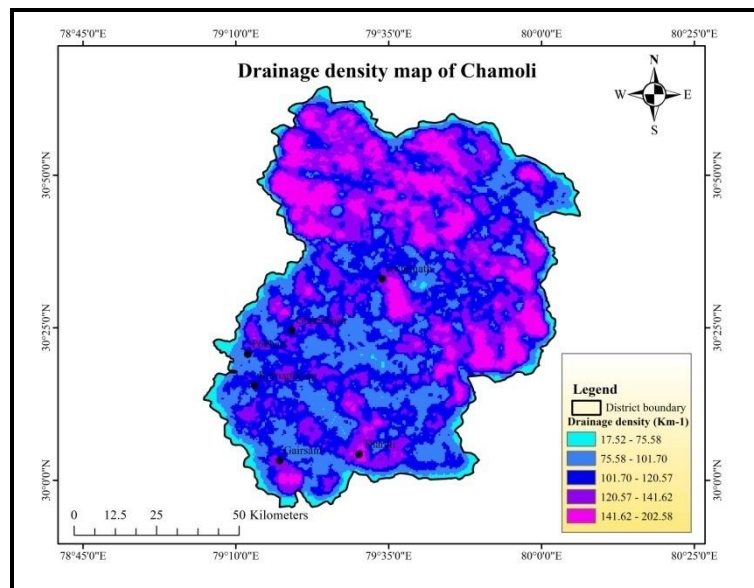 78°45'0"E 79°10'0"E 79°35'0"E 80°0'0"E 80°25'0"E
Drainage density map of Chamoli
N
W E
S
30°50'0"N 30°50'0"N
30°25'0"N 30°25'0"N
Gairsain
Legend
District boundary
Drainage density (Km-1)
17.52 - 75.58
75.58 - 101.70
101.70 - 120.57
120.57 - 141.62
141.62 - 202.58
30°0'0"N 30°0'0"N
0 12.5 25 50 Kilometers
78°45'0"E 79°10'0"E 79°35'0"E 80°0'0"E 80°25'0"E